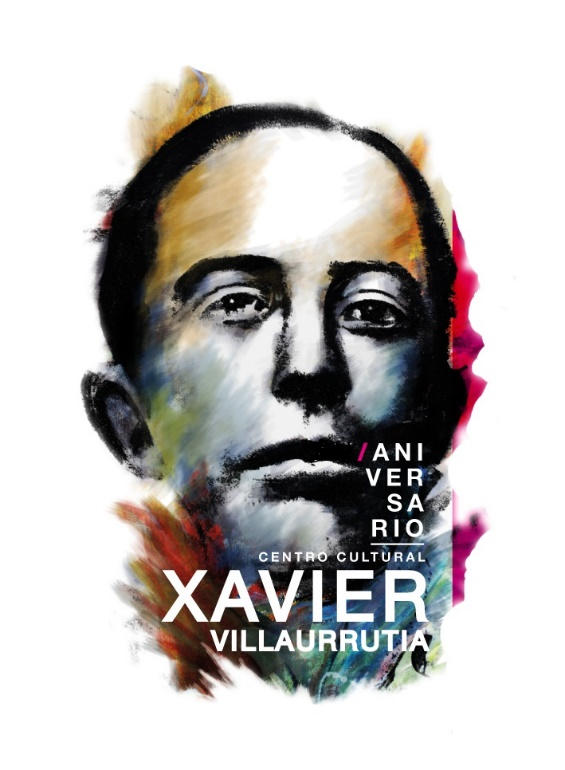 /ANI
VER
SA
RIO
CENTRO CULTURAL
XAVIER
VILLAURRUTIA